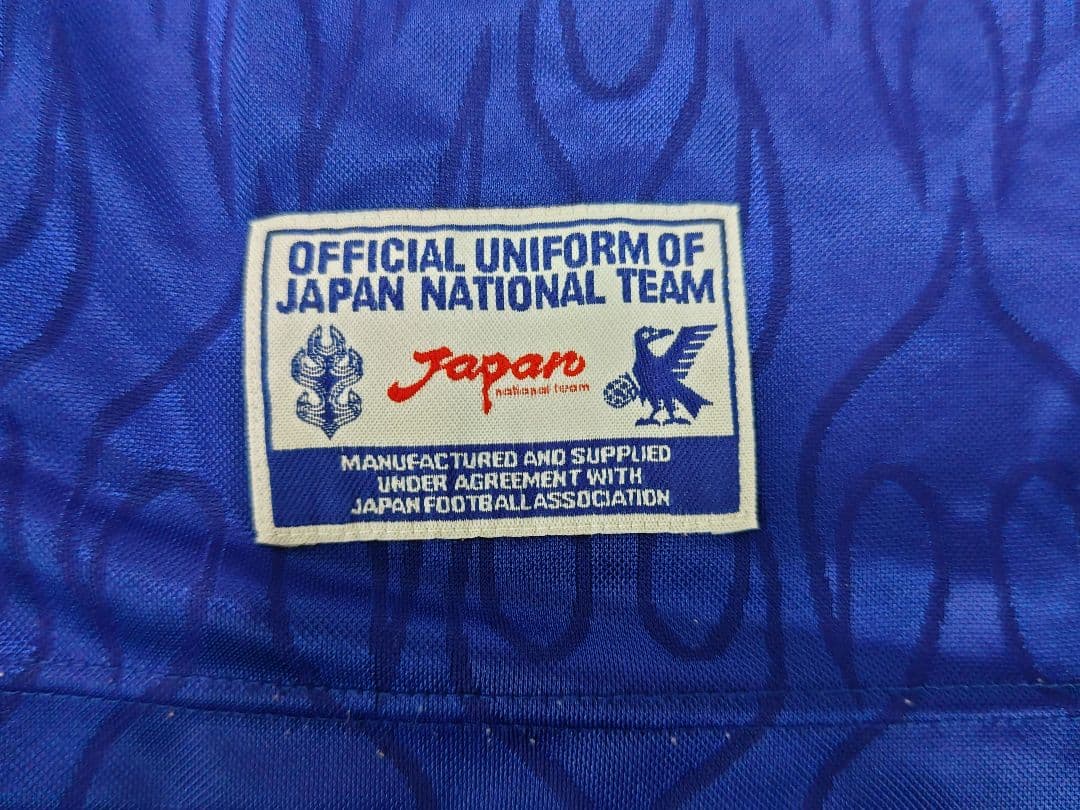 OFFICIAL UNIFORM OF
JAPAN NATIONAL TEAM
Japan
national team
MANUFACTURED AND SUPPLIED
UNDER AGREEMENT WITH
JAPAN FOOTBALL ASSOCIATION